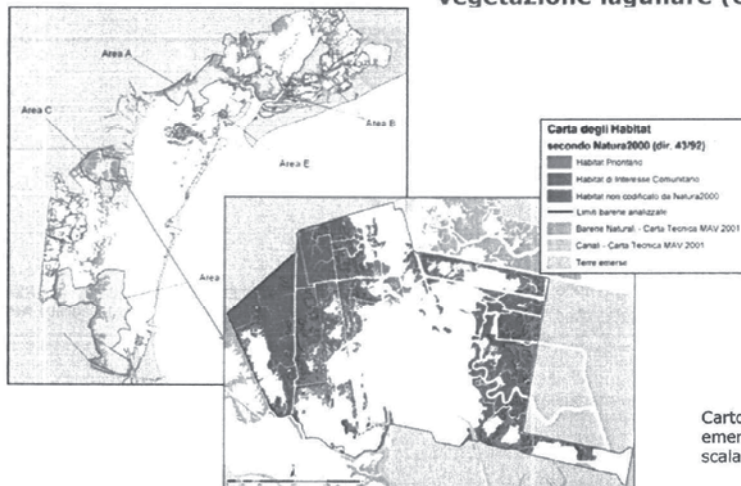 Vegetazione lagunare (
Area A
Area C
Area B
Area E
Area
Carta degli Habitat
secondo Natura2000 (dir. 43/92)
Habitat Prioritario
Habitat di Interesse Comunitario
Habitat non codificato da Natura2000
Limiti barene analizzate
Barene Naturali - Carta Tecnica MAV 2001
Canali - Carta Tecnica MAV 2001
Terre emerse
Carto
emer
scala